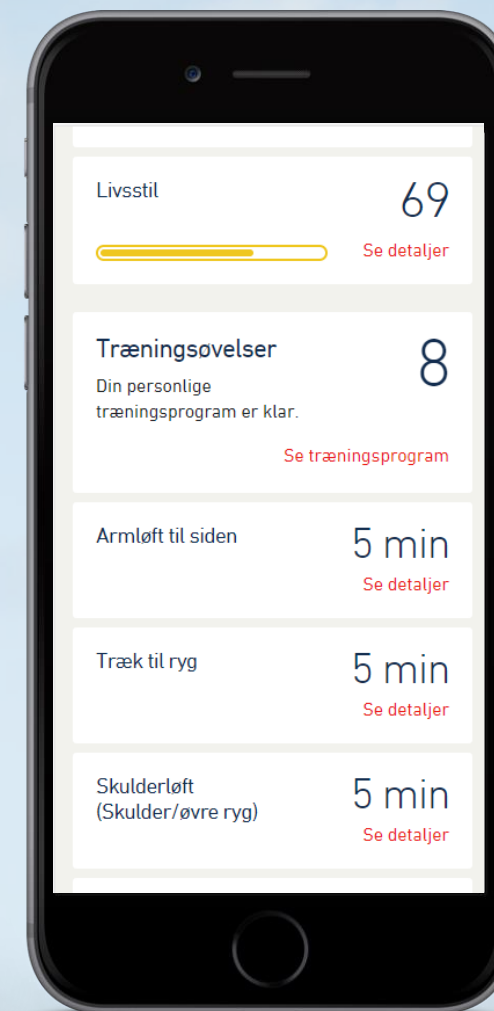 Livsstil
69
Se detaljer
Træningsøvelser
8
Din personlige
træningsprogram er klar.
Se træningsprogram
Armløft til siden
5 min
Se detaljer
Træk til ryg
5 min
Se detaljer
Skulderløft
(Skulder/øvre ryg)
5 min
Se detaljer